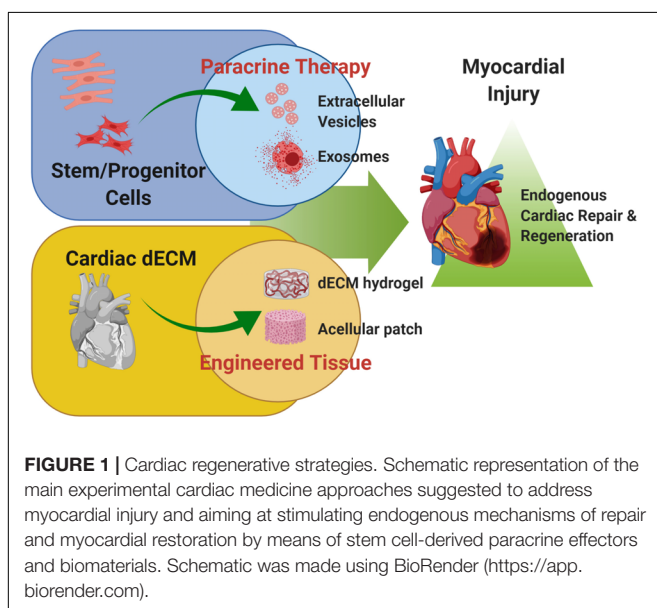 Paracrine Therapy
Extracellular
Vesicles
Exosomes
Stem/Progenitor
Cells
Myocardial
Injury
Endogenous
Cardiac Repair &
Regeneration
Cardiac dECM
dECM hydrogel
Acellular patch
Engineered Tissue
FIGURE 1 | Cardiac regenerative strategies. Schematic representation of the
main experimental cardiac medicine approaches suggested to address
myocardial injury and aiming at stimulating endogenous mechanisms of repair
and myocardial restoration by means of stem cell-derived paracrine effectors
and biomaterials. Schematic was made using BioRender (https://app.
biorender.com).